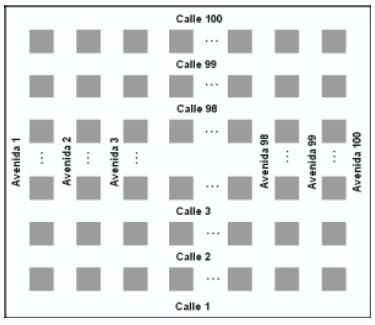 Calle 100
Calle 99
Calle 98
Avenida 1
Avenida 2
Avenida 3
Avenida 98
Avenida 99
Avenida 100
Calle 3
Calle 2
Calle 1